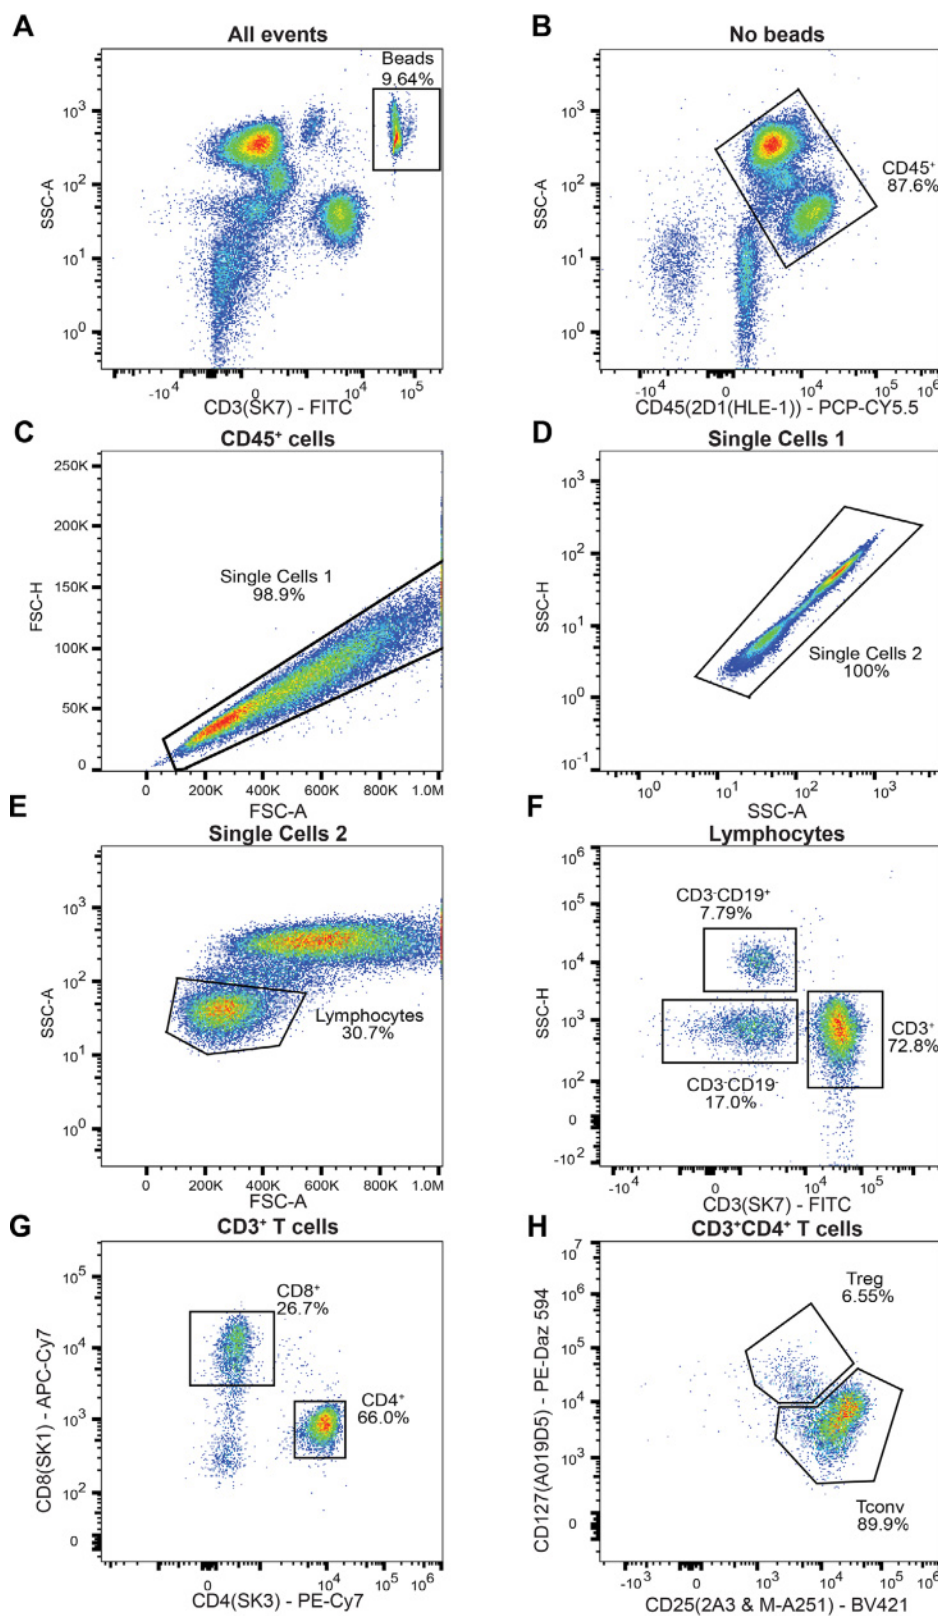 A
All events
Beads
9.64%
SSC-A
10³
10²
10¹
10⁰
-10⁴
0
10⁴
10⁵
CD3(SK7) - FITC
B
No beads
CD45⁺
87.6%
SSC-A
10³
10²
10¹
10⁰
-10⁴
0
10⁴
10⁵
10⁶
CD45(2D1(HLE-1)) - PCP-CY5.5
C
CD45⁺ cells
Single Cells 1
98.9%
FSC-H
250K
200K
150K
100K
50K
0
0
200K
400K
600K
800K
1.0M
FSC-A
D
Single Cells 1
Single Cells 2
100%
SSC-H
10³
10²
10¹
10⁰
10⁻¹
10⁰
10¹
10²
10³
SSC-A
E
Single Cells 2
Lymphocytes
30.7%
SSC-A
10³
10²
10¹
10⁰
0
200K
400K
600K
800K
1.0M
FSC-A
F
Lymphocytes
CD3⁻CD19⁺
7.79%
CD3⁺
72.8%
CD3⁻CD19⁻
17.0%
SSC-H
10⁶
10⁵
10⁴
10³
10²
0
-10²
-10⁴
0
10⁴
10⁵
CD3(SK7) - FITC
G
CD3⁺ T cells
CD8⁺
26.7%
CD4⁺
66.0%
CD8(SK1) - APC-Cy7
10⁵
10⁴
10³
10²
0
0
10⁴
10⁵
CD4(SK3) - PE-Cy7
H
CD3⁺CD4⁺ T cells
Treg
6.55%
Tconv
89.9%
CD127(A019D5) - PE-Daz 594
10⁷
10⁶
10⁵
10⁴
10³
0
-10³
0
10³
10⁴
10⁵
10⁶
CD25(2A3 & M-A251) - BV421